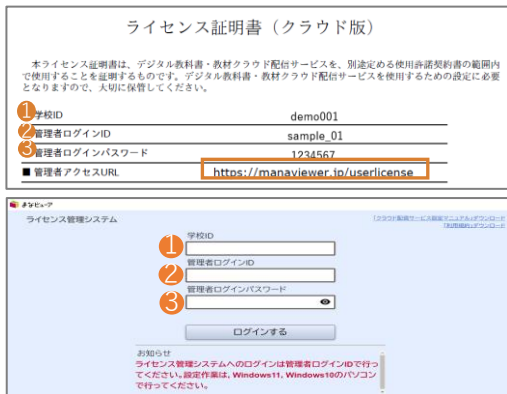 ライセンス証明書（クラウド版）
本ライセンス証明書は、デジタル教科書・教材クラウド配信サービスを、別途定める使用許諾契約書の範囲内
で使用することを証明するものです。デジタル教科書・教材クラウド配信サービスを使用するための設定に必要
となりますので、大切に保管してください。
1 学校ID demo001
2 管理者ログインID sample_01
3 管理者ログインパスワード 1234567
■ 管理者アクセスURL https://manaviewer.jp/userlicense
まなビューア
ライセンス管理システム
「クラウド配信サービス設定マニュアル」ダウンロード
「利用規約」ダウンロード
学校ID
1
管理者ログインID
2
管理者ログインパスワード
3
ログインする
お知らせ
ライセンス管理システムへのログインは管理者ログインIDで行っ
てください。設定作業は、Windows11, Windows10のパソコン
で行ってください。